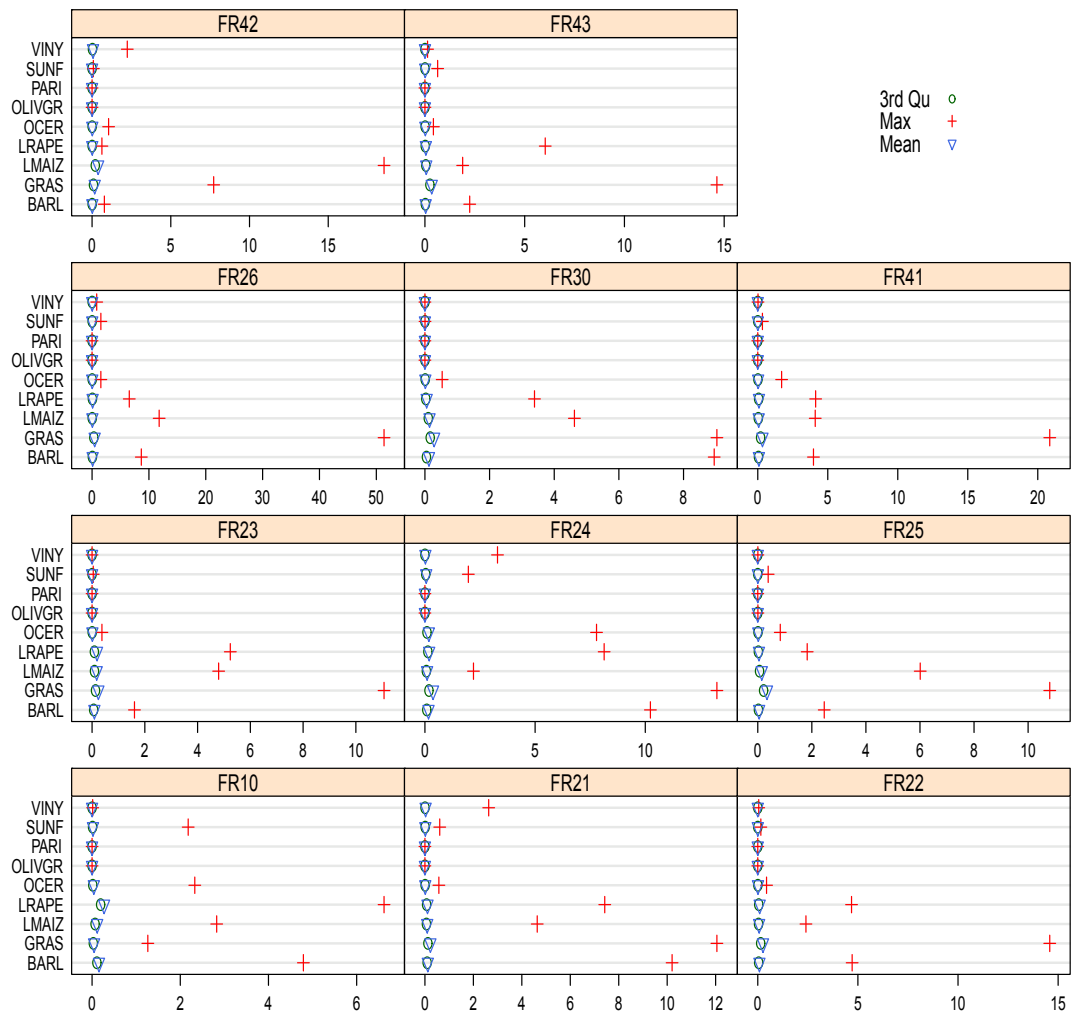 FR42 FR43
VINY
SUNF
PARI
OLIVGR
OCER
LRAPE
LMAIZ
GRAS
BARL
3rd Qu
Max
Mean
0 5 10 15 0 5 10 15
FR26 FR30 FR41
VINY
SUNF
PARI
OLIVGR
OCER
LRAPE
LMAIZ
GRAS
BARL
0 10 20 30 40 50 0 2 4 6 8 0 5 10 15 20
FR23 FR24 FR25
VINY
SUNF
PARI
OLIVGR
OCER
LRAPE
LMAIZ
GRAS
BARL
0 2 4 6 8 10 0 5 10 0 2 4 6 8 10
FR10 FR21 FR22
VINY
SUNF
PARI
OLIVGR
OCER
LRAPE
LMAIZ
GRAS
BARL
0 2 4 6 0 2 4 6 8 10 12 0 5 10 15